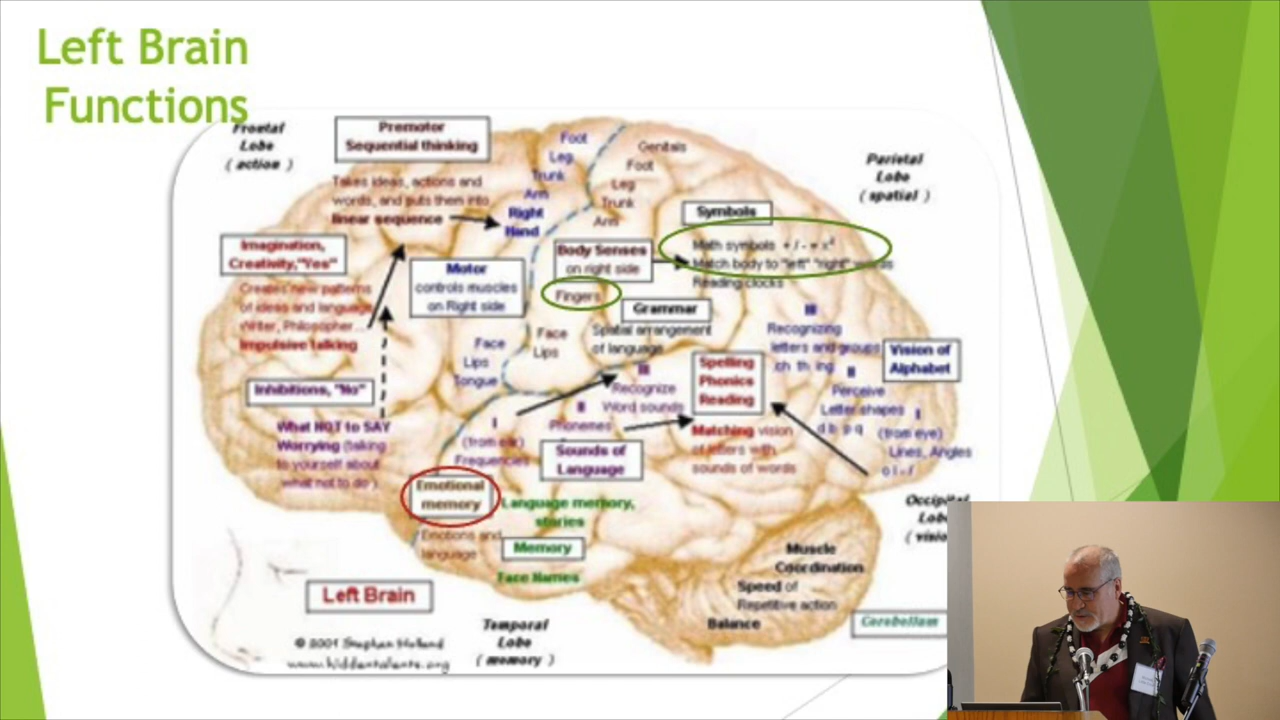 Left Brain
Functions
Frontal
Lobe
( action )
Premotor
Sequential thinking
Takes ideas, actions and
words, and puts them into
linear sequence
Foot
Leg
Trunk
Arm
Right
Hand
Genitals
Foot
Leg
Trunk
Arm
Parietal
Lobe
( spatial )
Symbols
Math symbols + / - =
Match body to "left" "right" words
Reading clocks
Imagination,
Creativity,"Yes"
Creates new patterns
of ideas and language
Writer, Philosopher...
Impulsive talking
Motor
controls muscles
on Right side
Body Senses
on right side
Fingers
Grammar
Spatial arrangement
of language
Face
Lips
Tongue
Face
Lips
III
Recognizing
letters and groups
ch th ing
Vision of
Alphabet
Spelling
Phonics
Reading
II
Perceive
Letter shapes
d b p q
I
(from eye)
Lines, Angles
o l - /
Inhibitions, "No"
What NOT to SAY
Worrying (talking
to yourself about
what not to do )
III
Recognize
Word sounds
II
Phonemes
I
(from ear)
Frequencies
Sounds of
Language
Matching vision
of letters with
sounds of words
Emotional
memory
Language memory,
stories
Emotions and
language
Memory
Face Names
Occipital
Muscle
Coordination
Speed of
Repetitive action
Balance
Cerebellum
Left Brain
Temporal
Lobe
( memory )
© 2001